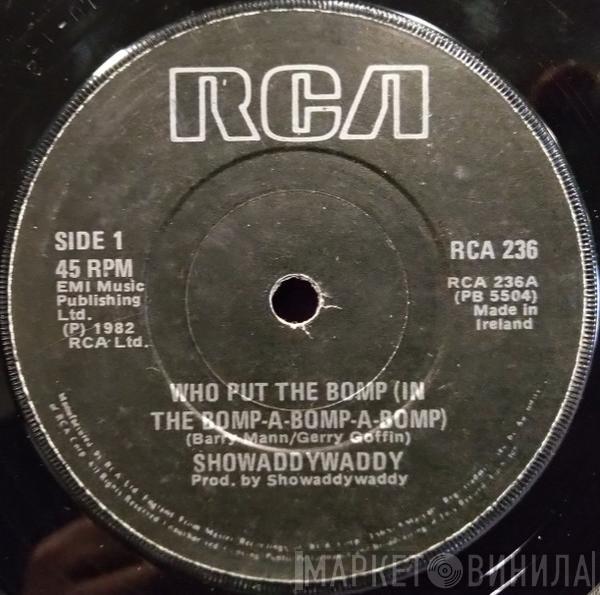 RCA
SIDE 1
45 RPM
EMI Music
Publishing
Ltd.
(P) 1982
RCA Ltd.
RCA 236
RCA 236A
(PB 5504)
Made in
Ireland
WHO PUT THE BOMP (IN
THE BOMP-A-BOMP-A-BOMP)
(Barry Mann/Gerry Goffin)
SHOWADDYWADDY
Prod. by Showaddywaddy
МАРКЕТ ВИНИЛА